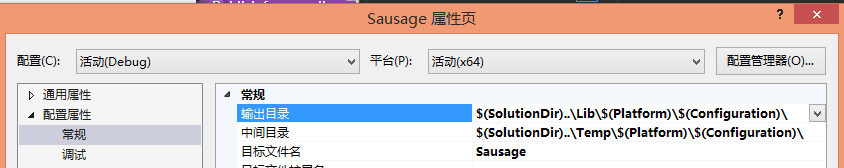 Sausage 属性页
配置(C): 活动(Debug) 平台(P): 活动(x64) 配置管理器(O)...
通用属性
配置属性
常规
调试
常规
输出目录 $(SolutionDir)..\Lib\$(Platform)\$(Configuration)\
中间目录 $(SolutionDir)..\Temp\$(Platform)\$(Configuration)\
目标文件名 Sausage